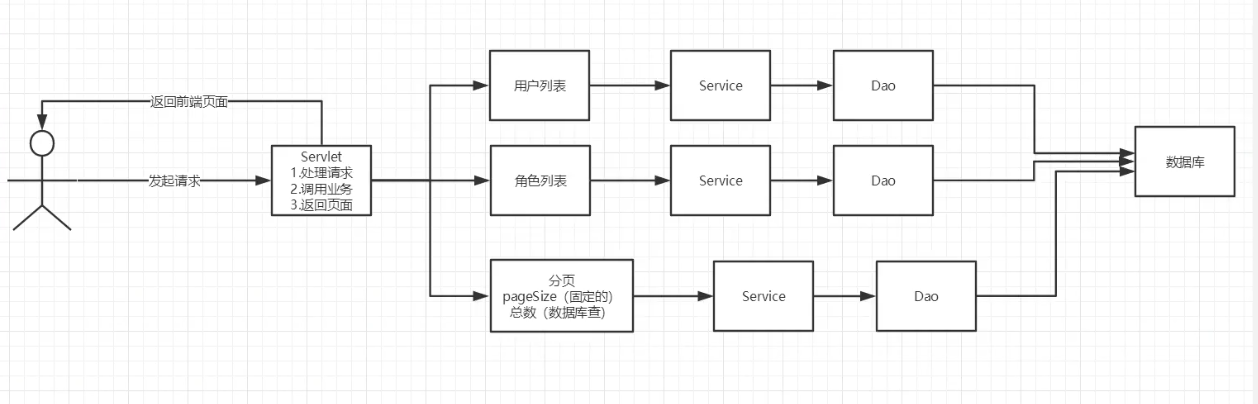 返回前端页面
发起请求
Servlet
1.处理请求
2.调用业务
3.返回页面
用户列表
Service
Dao
角色列表
Service
Dao
分页
pageSize（固定的）
总数（数据库查）
Service
Dao
数据库